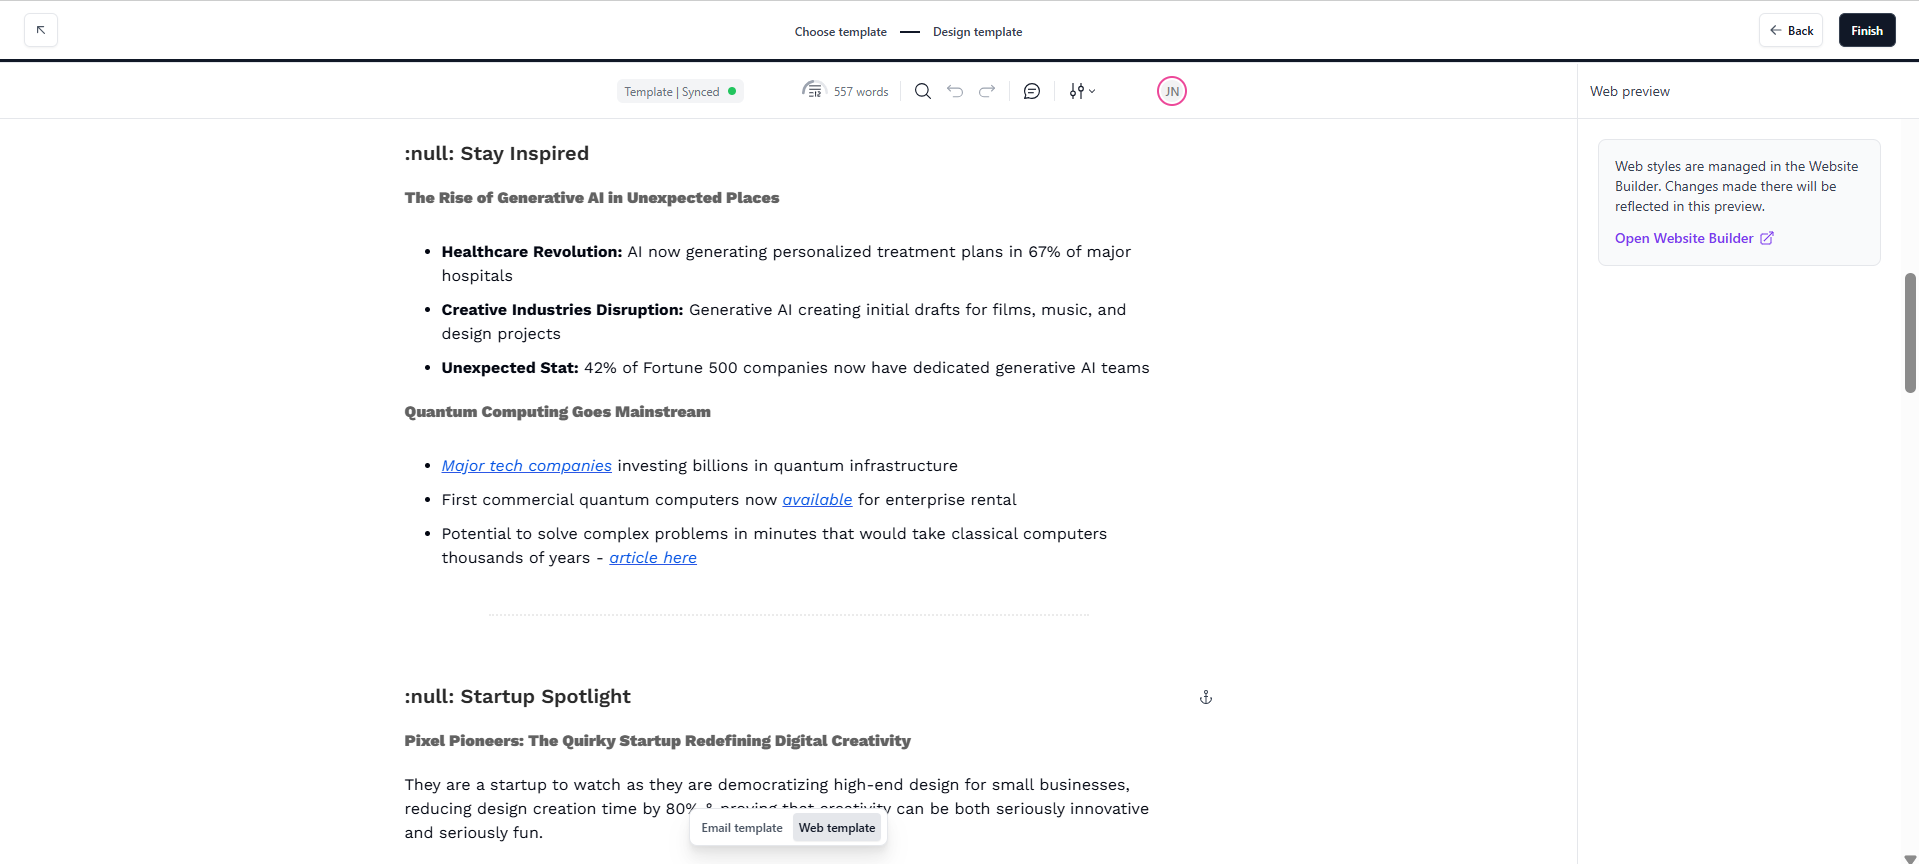 Choose template — Design template
Back
Finish
Template | Synced
557 words
JN
Web preview
:null: Stay Inspired
The Rise of Generative AI in Unexpected Places
• Healthcare Revolution: AI now generating personalized treatment plans in 67% of major
hospitals
• Creative Industries Disruption: Generative AI creating initial drafts for films, music, and
design projects
• Unexpected Stat: 42% of Fortune 500 companies now have dedicated generative AI teams
Quantum Computing Goes Mainstream
• Major tech companies investing billions in quantum infrastructure
• First commercial quantum computers now available for enterprise rental
• Potential to solve complex problems in minutes that would take classical computers
thousands of years - article here
:null: Startup Spotlight
Pixel Pioneers: The Quirky Startup Redefining Digital Creativity
They are a startup to watch as they are democratizing high-end design for small businesses,
reducing design creation time by 80% & proving that creativity can be both seriously innovative
and seriously fun.
Email template
Web template
Web styles are managed in the Website
Builder. Changes made there will be
reflected in this preview.
Open Website Builder